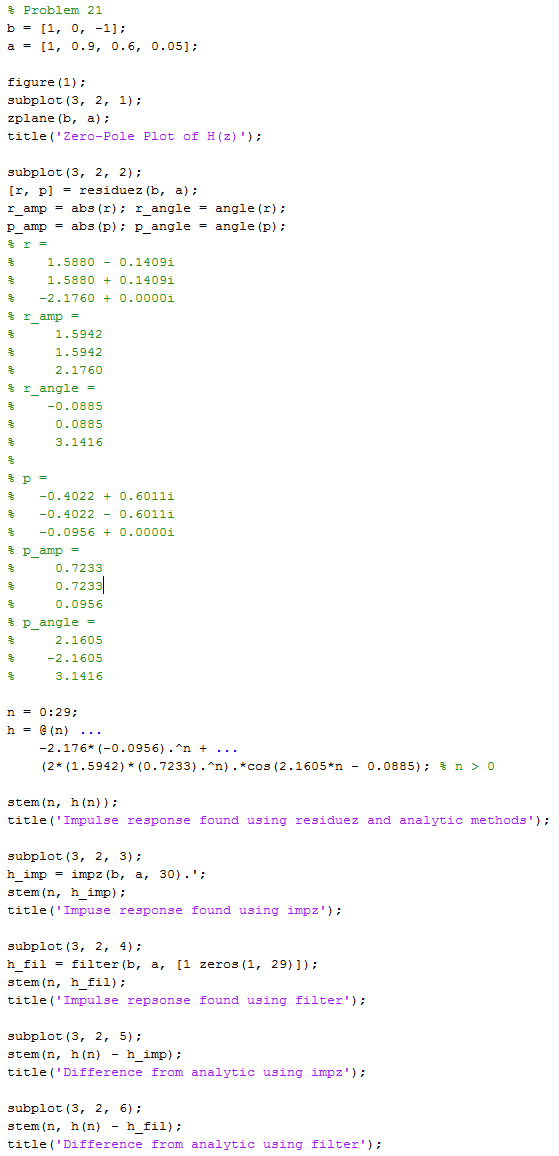 % Problem 21
b = [1, 0, -1];
a = [1, 0.9, 0.6, 0.05];
figure(1);
subplot(3, 2, 1);
zplane(b, a);
title('Zero-Pole Plot of H(z)');
subplot(3, 2, 2);
[r, p] = residuez(b, a);
r_amp = abs(r); r_angle = angle(r);
p_amp = abs(p); p_angle = angle(p);
% r =
%    1.5880 - 0.1409i
%    1.5880 + 0.1409i
%   -2.1760 + 0.0000i
% r_amp =
%     1.5942
%     1.5942
%     2.1760
% r_angle =
%    -0.0885
%     0.0885
%     3.1416
%
% p =
%   -0.4022 + 0.6011i
%   -0.4022 - 0.6011i
%   -0.0956 + 0.0000i
% p_amp =
%     0.7233
%     0.7233
%     0.0956
% p_angle =
%     2.1605
%    -2.1605
%     3.1416
n = 0:29;
h = @(n) ...
    -2.176*(-0.0956).^n + ...
    (2*(1.5942)*(0.7233).^n).*cos(2.1605*n - 0.0885); % n > 0
stem(n, h(n));
title('Impulse response found using residuez and analytic methods');
subplot(3, 2, 3);
h_imp = impz(b, a, 30).';
stem(n, h_imp);
title('Impuse response found using impz');
subplot(3, 2, 4);
h_fil = filter(b, a, [1 zeros(1, 29)]);
stem(n, h_fil);
title('Impulse repsonse found using filter');
subplot(3, 2, 5);
stem(n, h(n) - h_imp);
title('Difference from analytic using impz');
subplot(3, 2, 6);
stem(n, h(n) - h_fil);
title('Difference from analytic using filter');